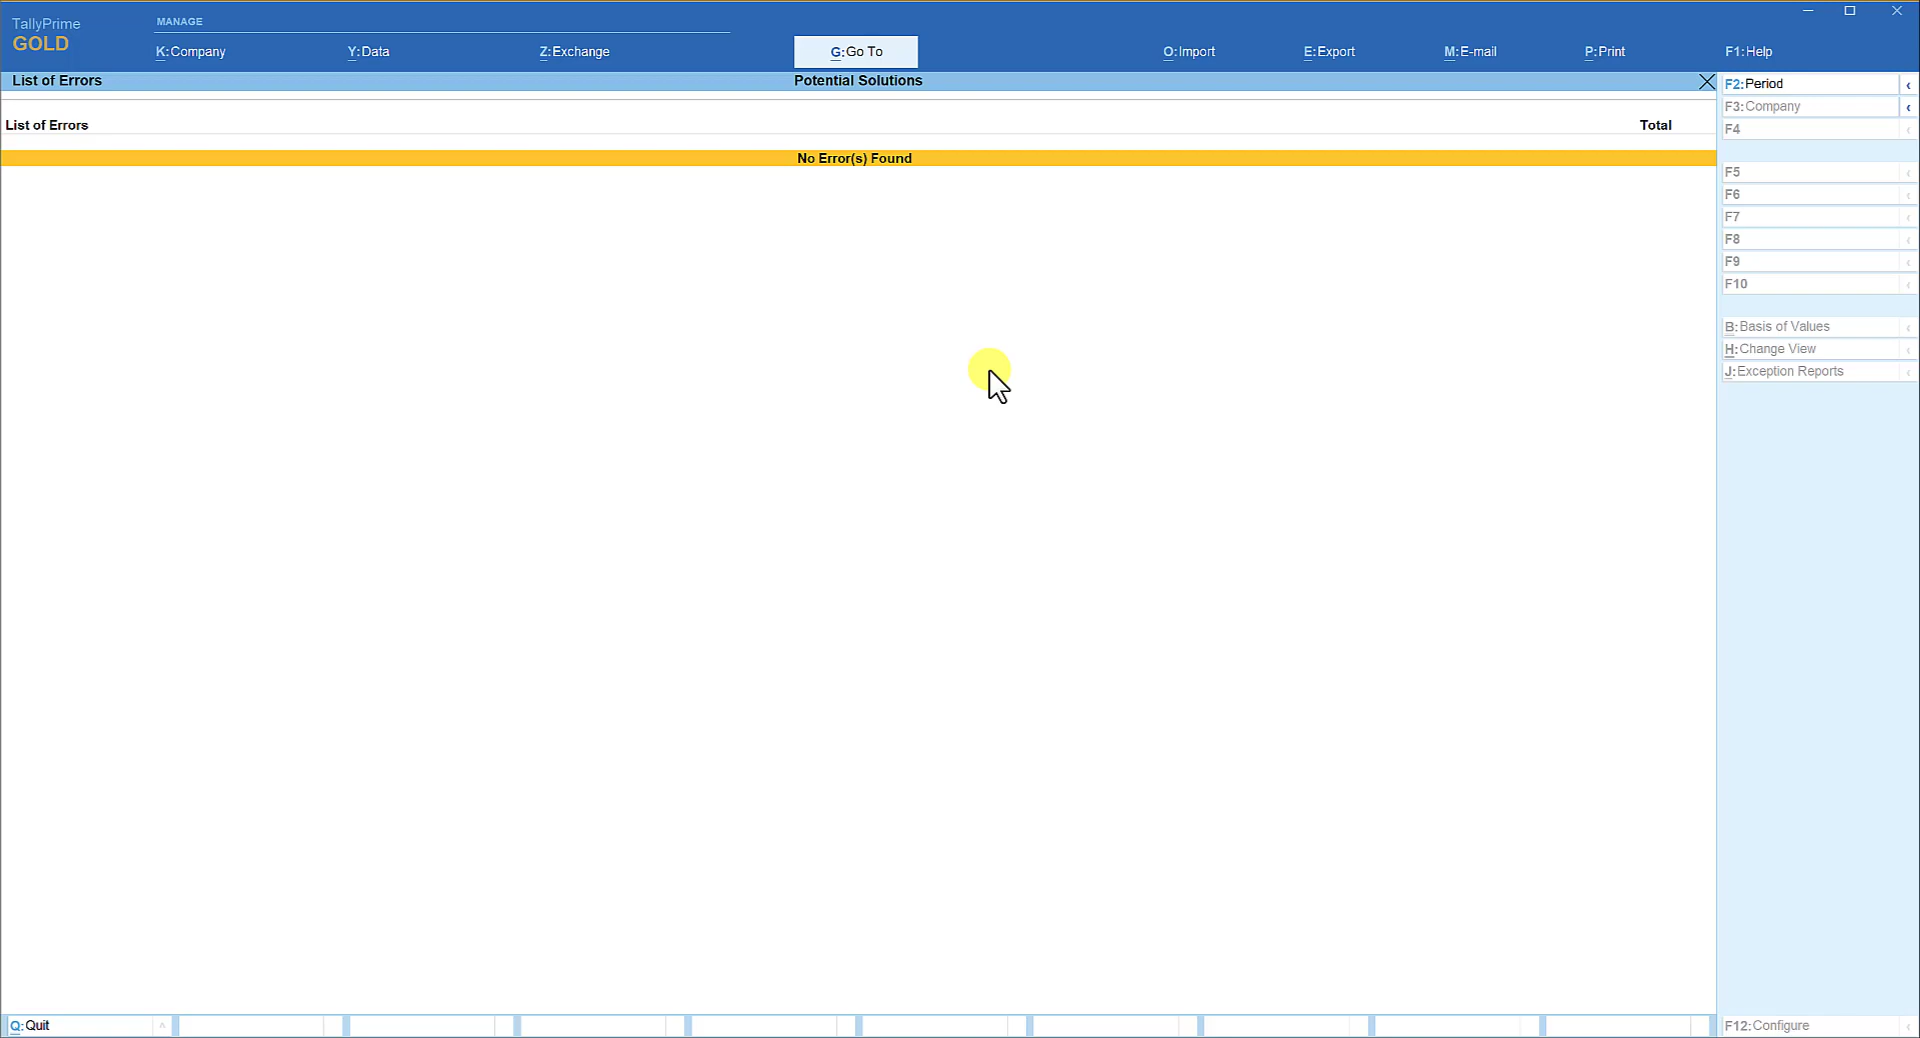 TallyPrime
GOLD
MANAGE
K:Company Y:Data Z:Exchange G:Go To O:Import E:Export M:E-mail P:Print F1:Help
List of Errors Potential Solutions
F2:Period
F3:Company
F4
List of Errors Total
No Error(s) Found
F5
F6
F7
F8
F9
F10
B:Basis of Values
H:Change View
J:Exception Reports
Q:Quit F12:Configure